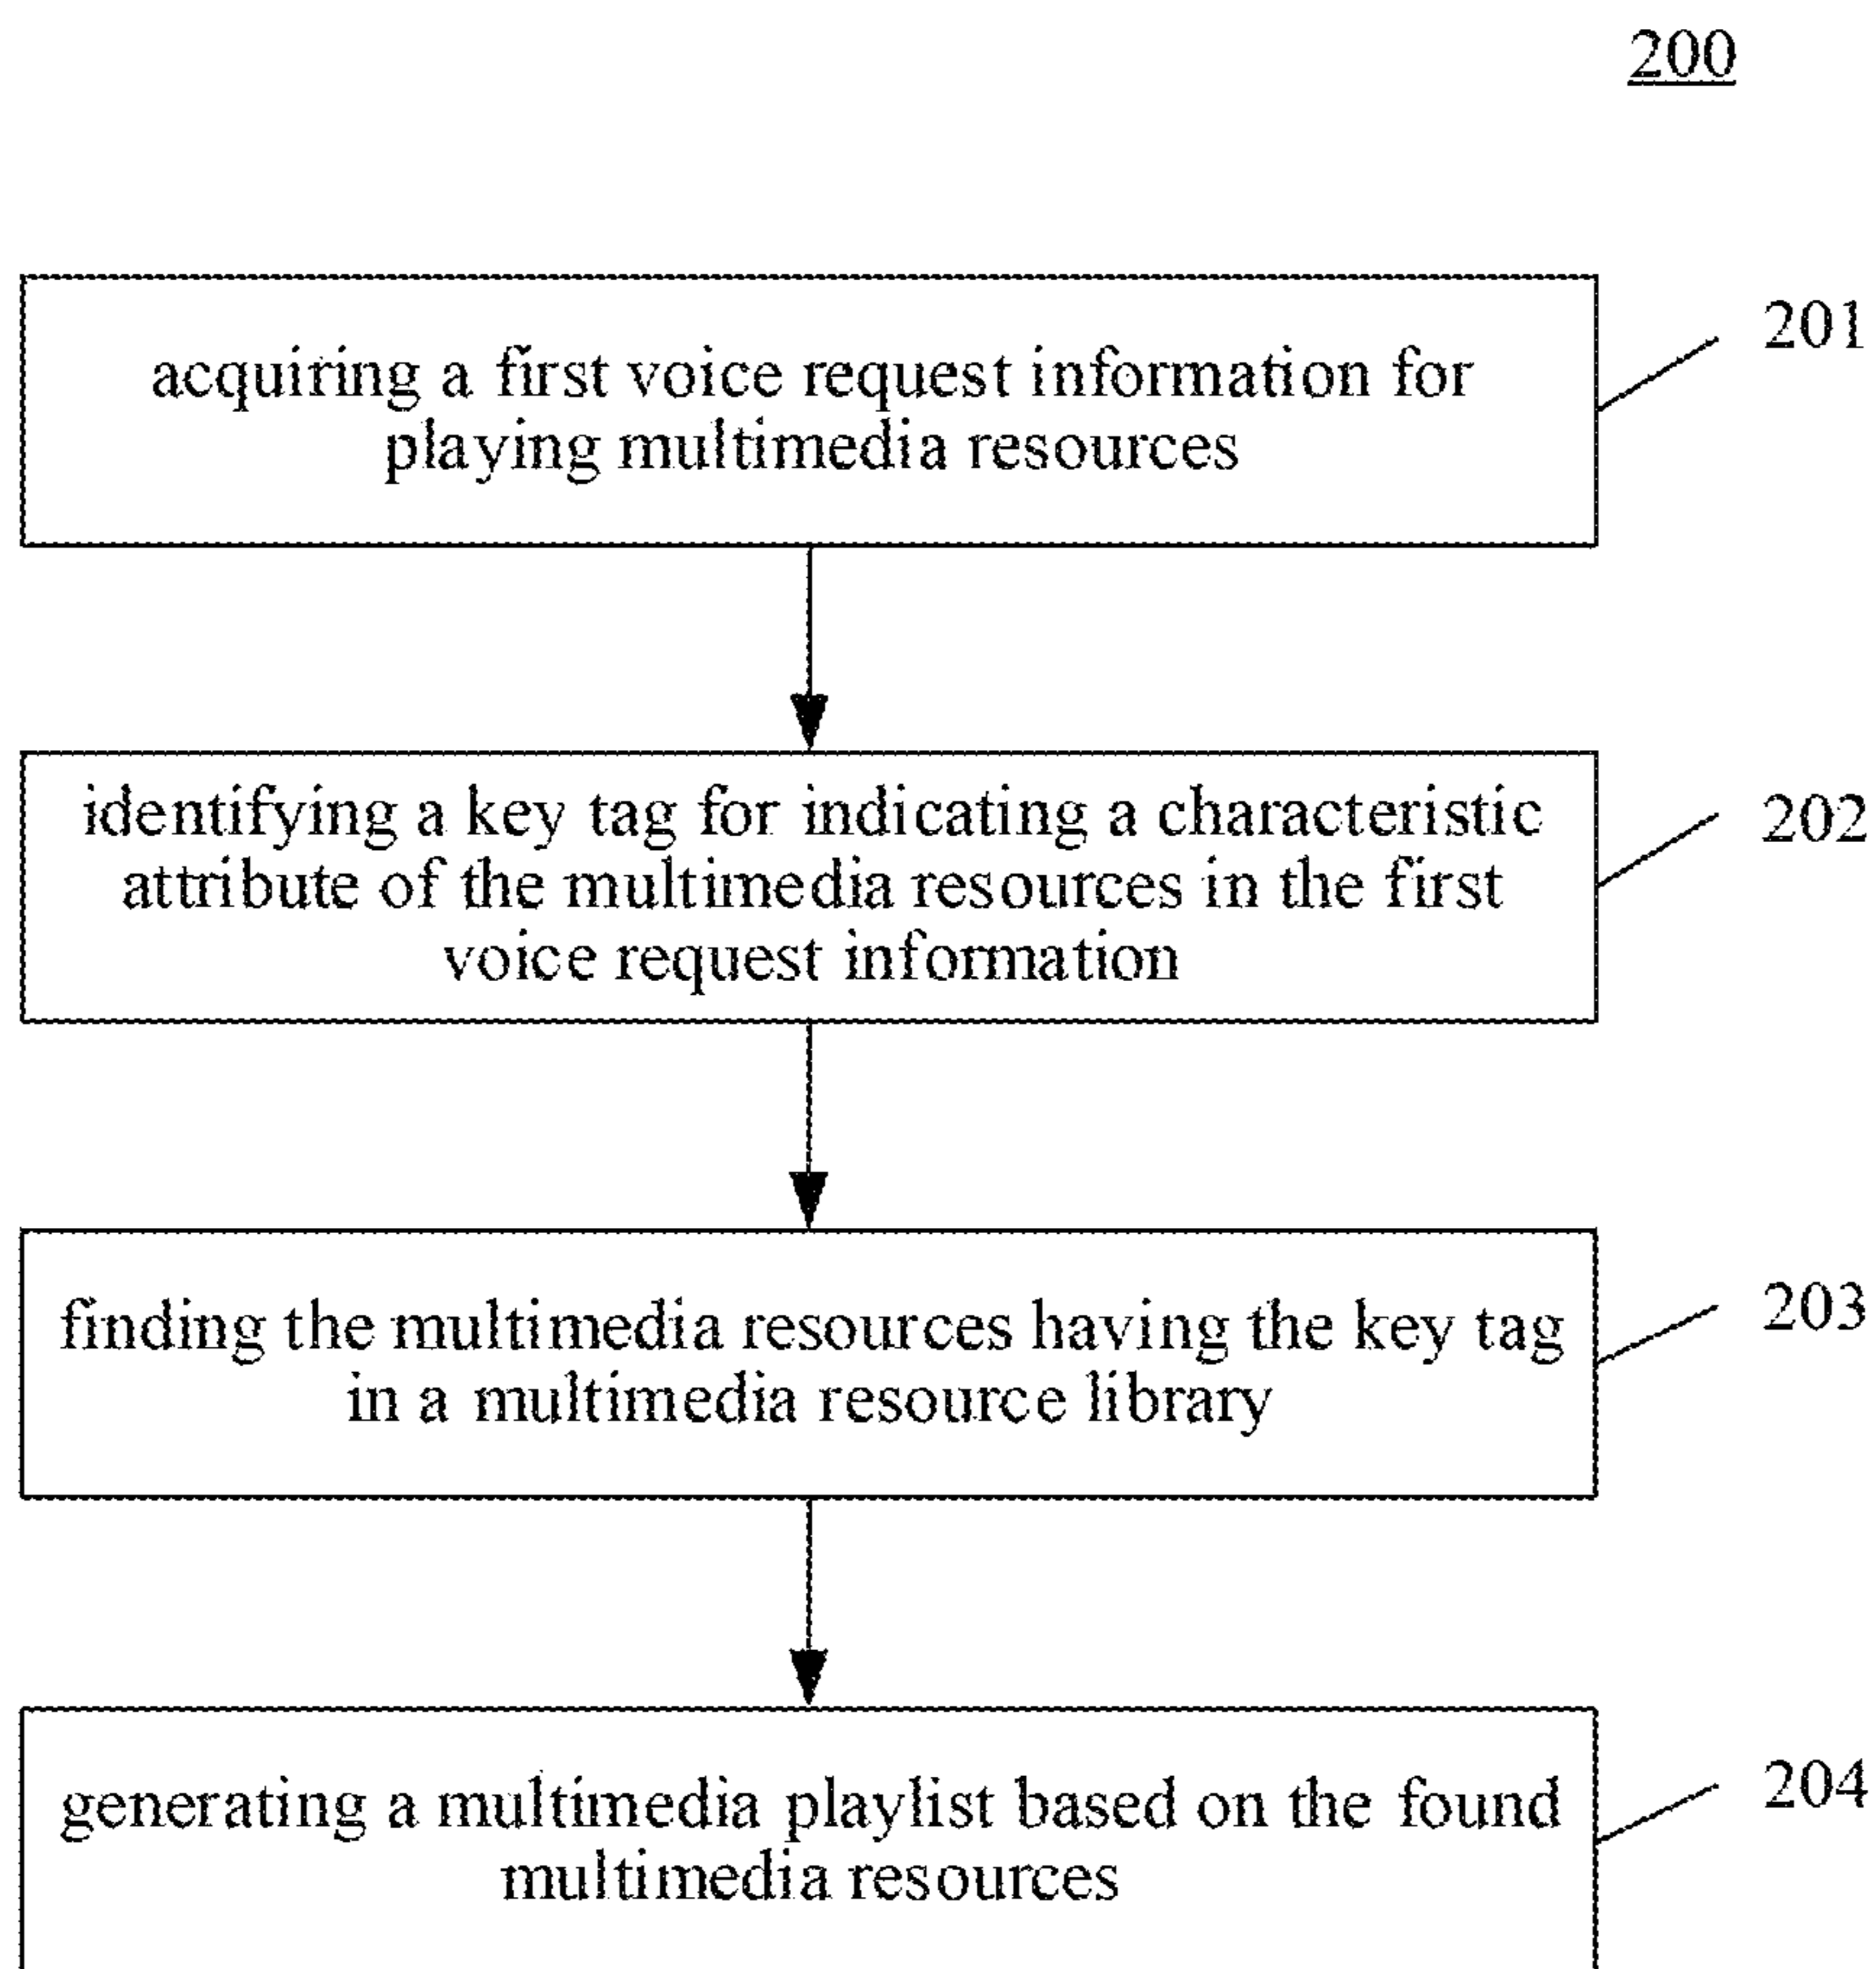 200
acquiring a first voice request information for
playing multimedia resources
201
identifying a key tag for indicating a characteristic
attribute of the multimedia resources in the first
voice request information
202
finding the multimedia resources having the key tag
in a multimedia resource library
203
generating a multimedia playlist based on the found
multimedia resources
204